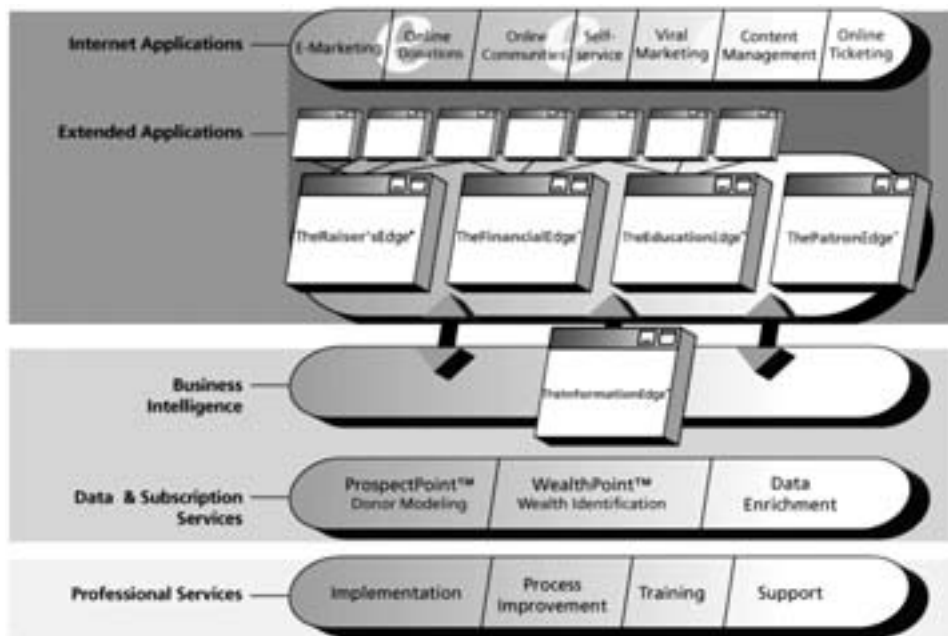 Internet Applications
E-Marketing
Online
Donations
Online
Communities
Self-
service
Viral
Marketing
Content
Management
Online
Ticketing
Extended Applications
TheRaiser'sEdge®
TheFinancialEdge™
TheEducationEdge™
ThePatronEdge™
Business
Intelligence
TheInformationEdge™
Data & Subscription
Services
ProspectPoint™
Donor Modeling
WealthPoint™
Wealth Identification
Data
Enrichment
Professional Services
Implementation
Process
Improvement
Training
Support